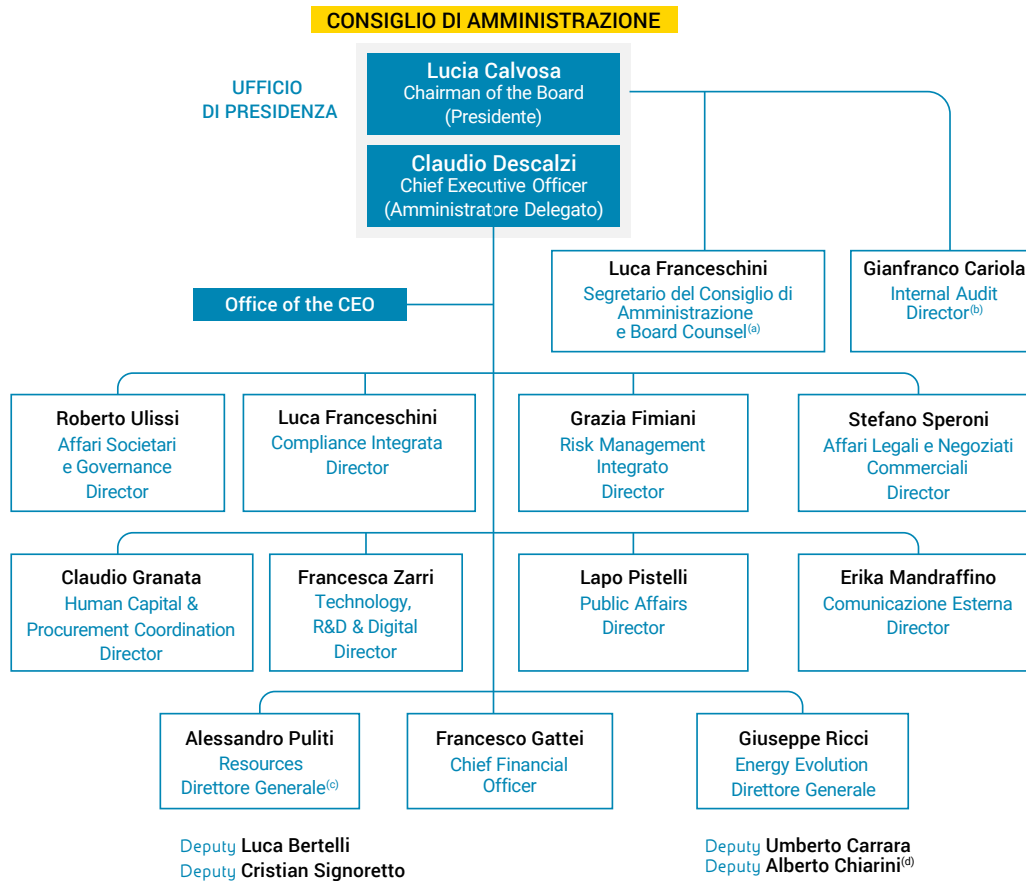 CONSIGLIO DI AMMINISTRAZIONE
UFFICIO
DI PRESIDENZA
Lucia Calvosa
Chairman of the Board
(Presidente)
Claudio Descalzi
Chief Executive Officer
(Amministratore Delegato)
Office of the CEO
Luca Franceschini
Segretario del Consiglio di
Amministrazione
e Board Counsel(a)
Gianfranco Cariola
Internal Audit
Director(b)
Roberto Ulissi
Affari Societari
e Governance
Director
Luca Franceschini
Compliance Integrata
Director
Grazia Fimiani
Risk Management
Integrato
Director
Stefano Speroni
Affari Legali e Negoziati
Commerciali
Director
Claudio Granata
Human Capital &
Procurement Coordination
Director
Francesca Zarri
Technology,
R&D & Digital
Director
Lapo Pistelli
Public Affairs
Director
Erika Mandraffino
Comunicazione Esterna
Director
Alessandro Puliti
Resources
Direttore Generale(c)
Francesco Gattei
Chief Financial
Officer
Giuseppe Ricci
Energy Evolution
Direttore Generale
Deputy Luca Bertelli
Deputy Cristian Signoretto
Deputy Umberto Carrara
Deputy Alberto Chiarini(d)